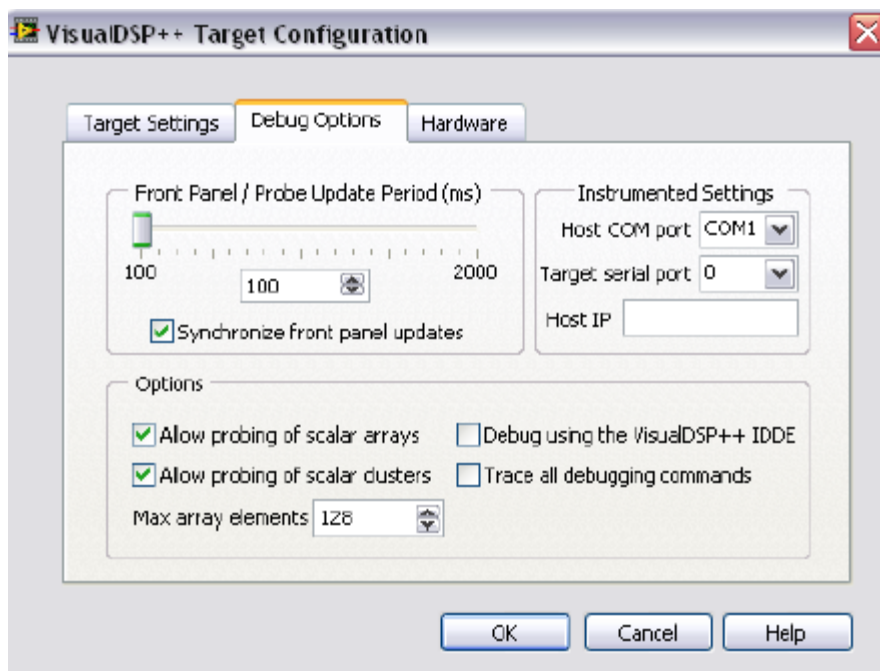 VisualDSP++ Target Configuration
Target Settings
Debug Options
Hardware
Front Panel / Probe Update Period (ms)
100
2000
100
Synchronize front panel updates
Instrumented Settings
Host COM port COM1
Target serial port 0
Host IP
Options
Allow probing of scalar arrays
Debug using the VisualDSP++ IDDE
Allow probing of scalar clusters
Trace all debugging commands
Max array elements 128
OK
Cancel
Help